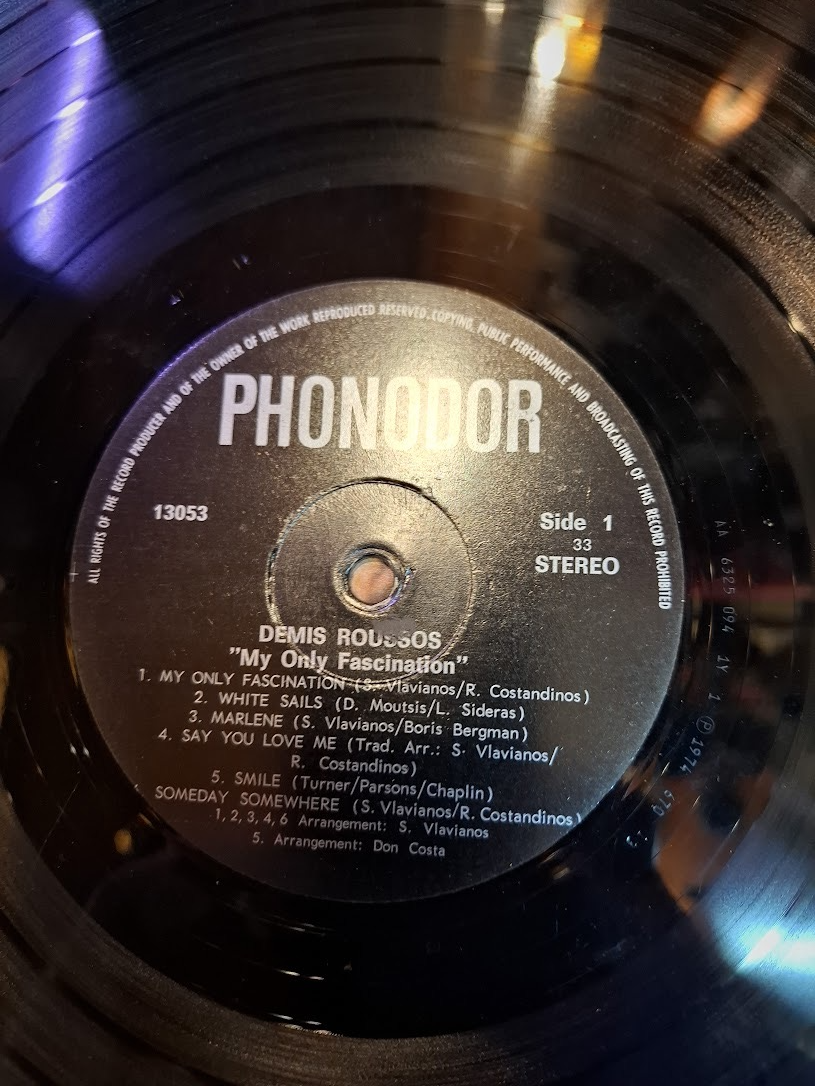 ALL RIGHTS OF THE RECORD PRODUCER AND OF THE OWNER OF THE WORK REPRODUCED RESERVED. COPYING, PUBLIC PERFORMANCE AND BROADCASTING OF THIS RECORD PROHIBITED
PHONODOR
13053
Side 1
33
STEREO
DEMIS ROUSSOS
"My Only Fascination"
1. MY ONLY FASCINATION (S. Vlavianos/R. Costandinos)
2. WHITE SAILS (D. Moutsis/L. Sideras)
3. MARLENE (S. Vlavianos/Boris Bergman)
4. SAY YOU LOVE ME (Trad. Arr.: S. Vlavianos/
R. Costandinos)
5. SMILE (Turner/Parsons/Chaplin)
SOMEDAY SOMEWHERE (S. Vlavianos/R. Costandinos)
1, 2, 3, 4, 6 Arrangement: S. Vlavianos
5. Arrangement: Don Costa
AA 6325 094 1Y 1 ℗ 1974 670